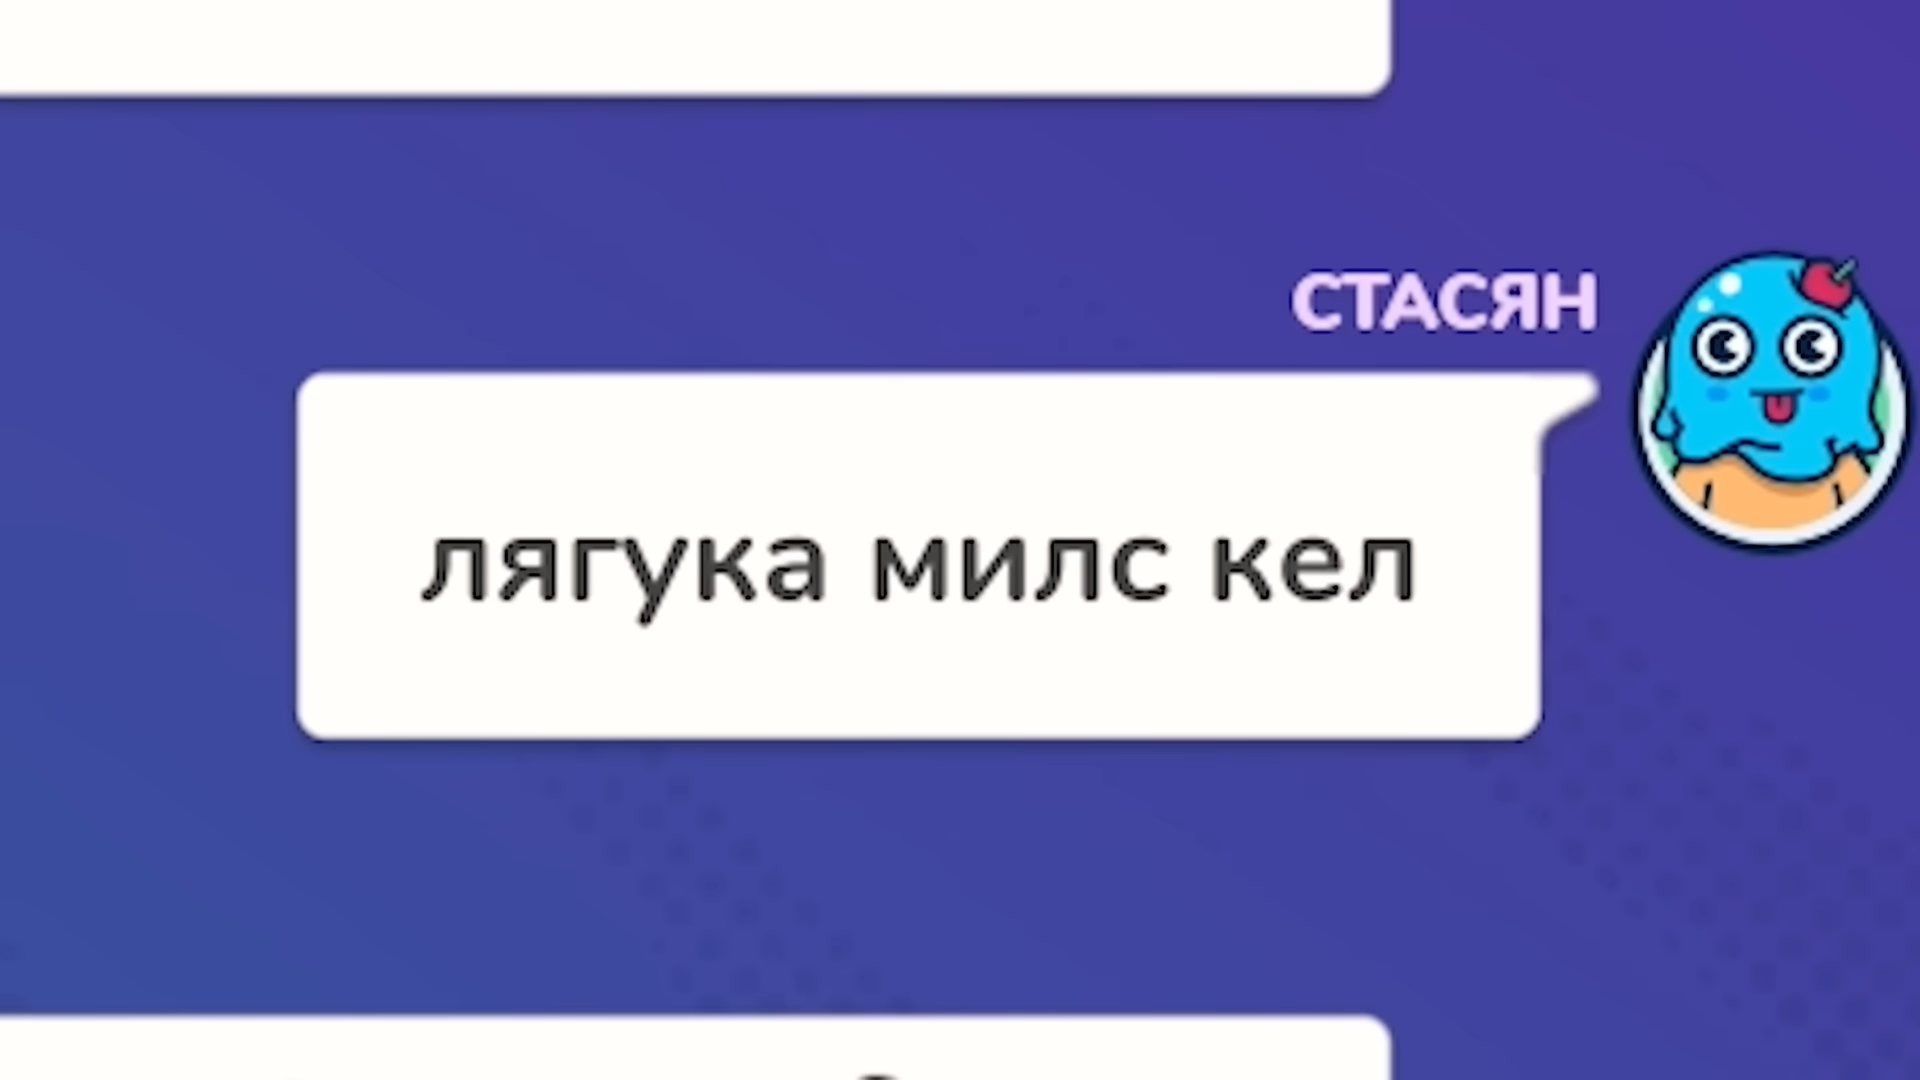 СТАСЯН
лягука милс кел